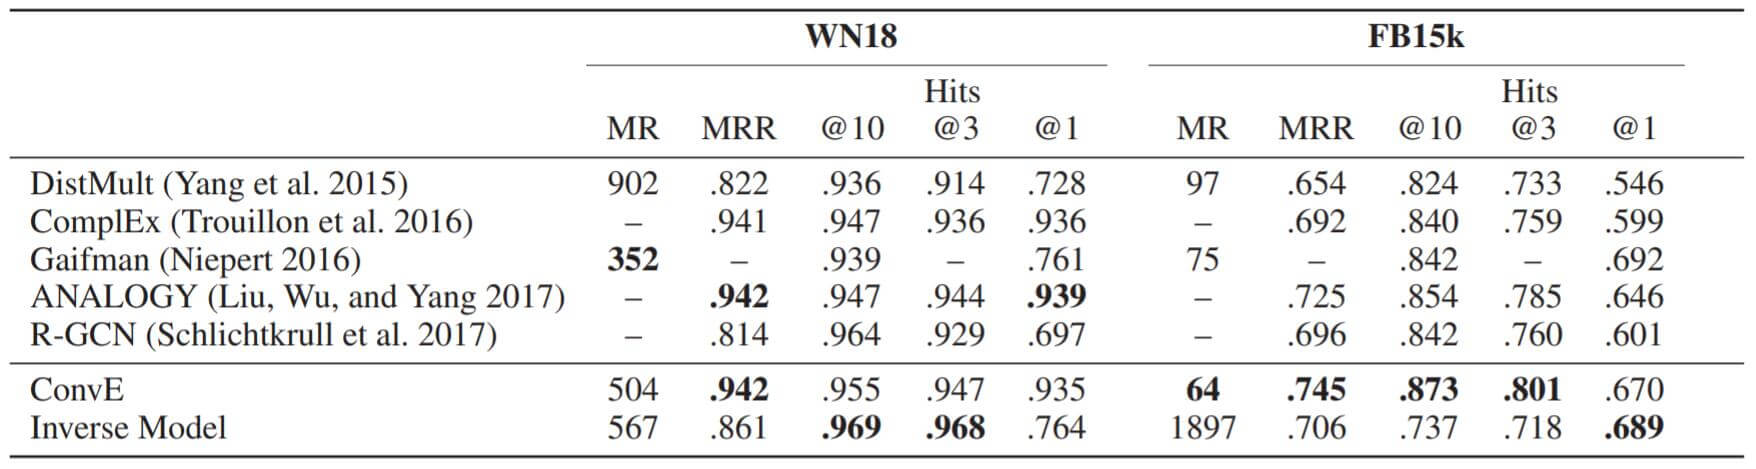 WN18 FB15k
Hits Hits
MR MRR @10 @3 @1 MR MRR @10 @3 @1
DistMult (Yang et al. 2015) 902 .822 .936 .914 .728 97 .654 .824 .733 .546
ComplEx (Trouillon et al. 2016) – .941 .947 .936 .936 – .692 .840 .759 .599
Gaifman (Niepert 2016) 352 – .939 – .761 75 – .842 – .692
ANALOGY (Liu, Wu, and Yang 2017) – .942 .947 .944 .939 – .725 .854 .785 .646
R-GCN (Schlichtkrull et al. 2017) – .814 .964 .929 .697 – .696 .842 .760 .601
ConvE 504 .942 .955 .947 .935 64 .745 .873 .801 .670
Inverse Model 567 .861 .969 .968 .764 1897 .706 .737 .718 .689